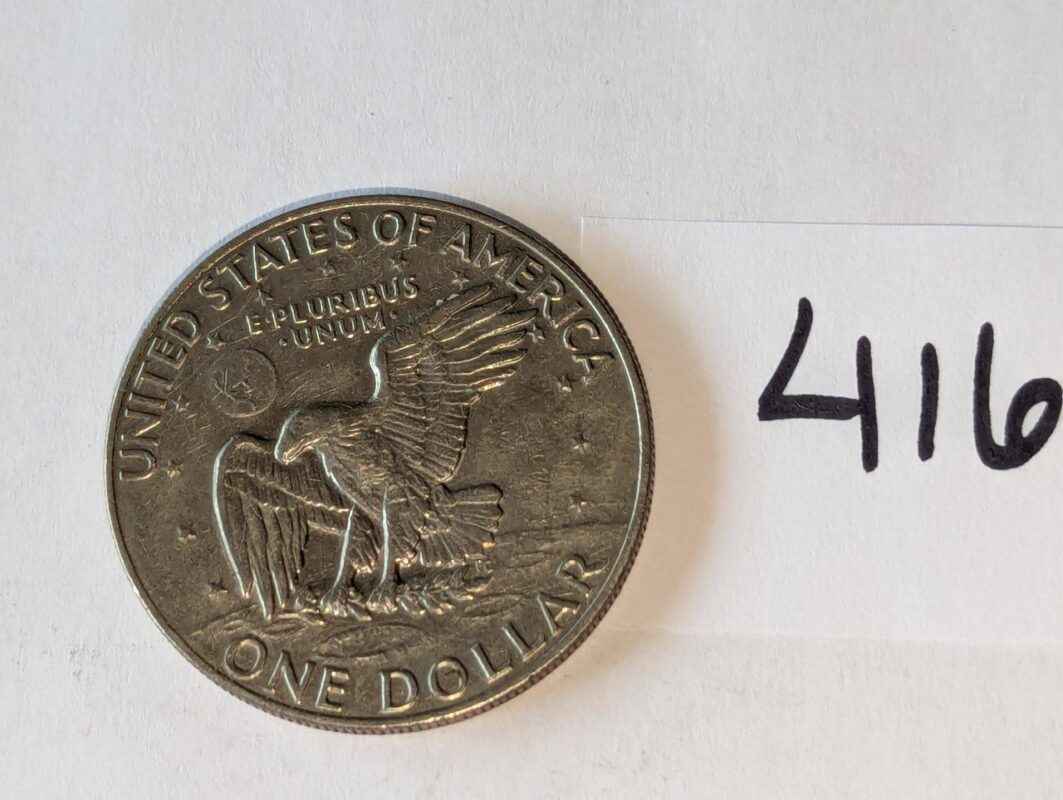 UNITED STATES OF AMERICA
E·PLURIBUS
·UNUM·
ONE DOLLAR
416